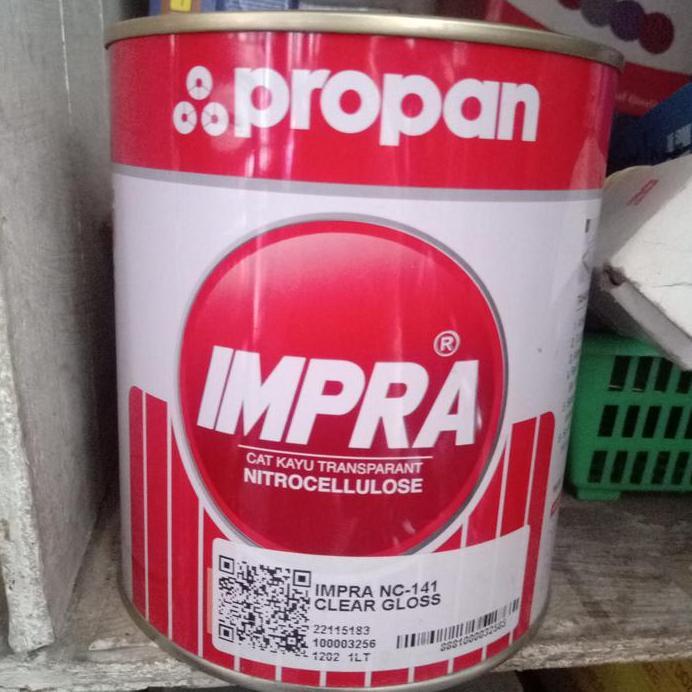 propan
IMPRA®
CAT KAYU TRANSPARANT
NITROCELLULOSE
IMPRA NC-141
CLEAR GLOSS
22115183
100003256
1202 1LT